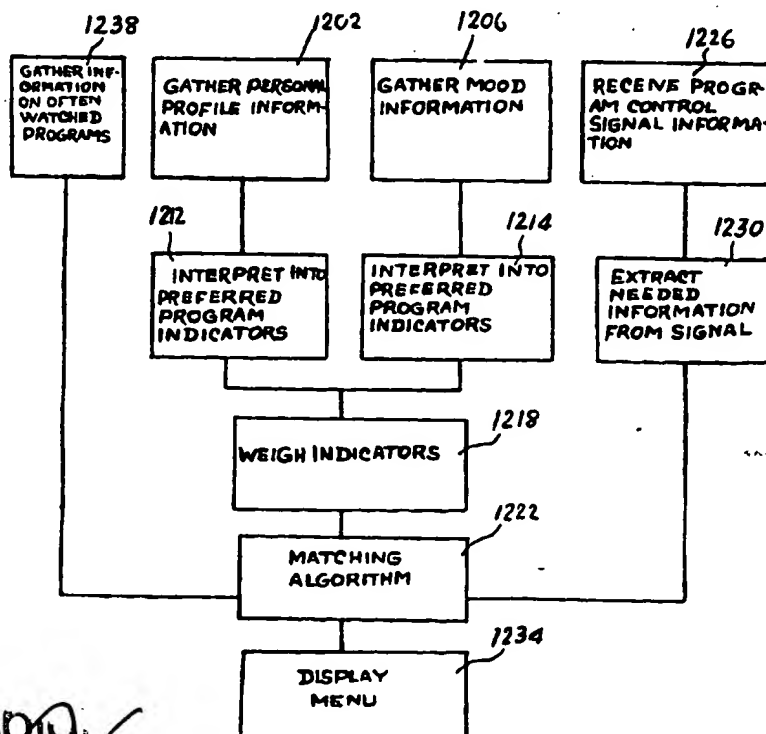 1238
1202
1206
1226
GATHER INF-
ORMATION
ON OFTEN
WATCHED
PROGRAMS
GATHER PERSONAL
PROFILE INFORM-
ATION
GATHER MOOD
INFORMATION
RECEIVE PROGR-
AM CONTROL
SIGNAL INFORMA-
TION
1212
1214
1230
INTERPRET INTO
PREFERRED
PROGRAM
INDICATORS
INTERPRET INTO
PREFERRED
PROGRAM
INDICATORS
EXTRACT
NEEDED
INFORMATION
FROM SIGNAL
1218
WEIGH INDICATORS
1222
MATCHING
ALGORITHM
1234
DISPLAY
MENU